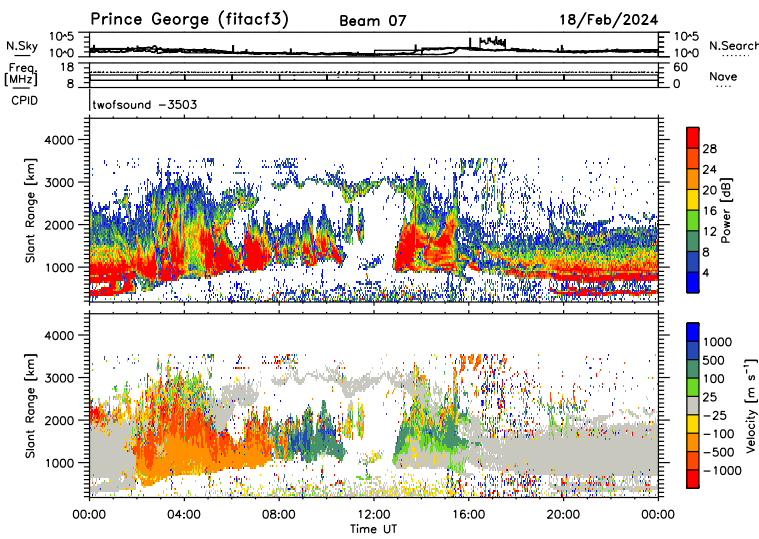 Prince George (fitacf3) Beam 07 18/Feb/2024
N.Sky 10^5 10^0 10^5 10^0 N.Search
Freq [MHz] 18 8 60 0 Nave
CPID twofsound -3503
Slant Range [km] 4000 3000 2000 1000
Power [dB] 28 24 20 16 12 8 4
Slant Range [km] 4000 3000 2000 1000
Velocity [m s⁻¹] 1000 500 100 25 -25 -100 -500 -1000
00:00 04:00 08:00 12:00 16:00 20:00 00:00
Time UT